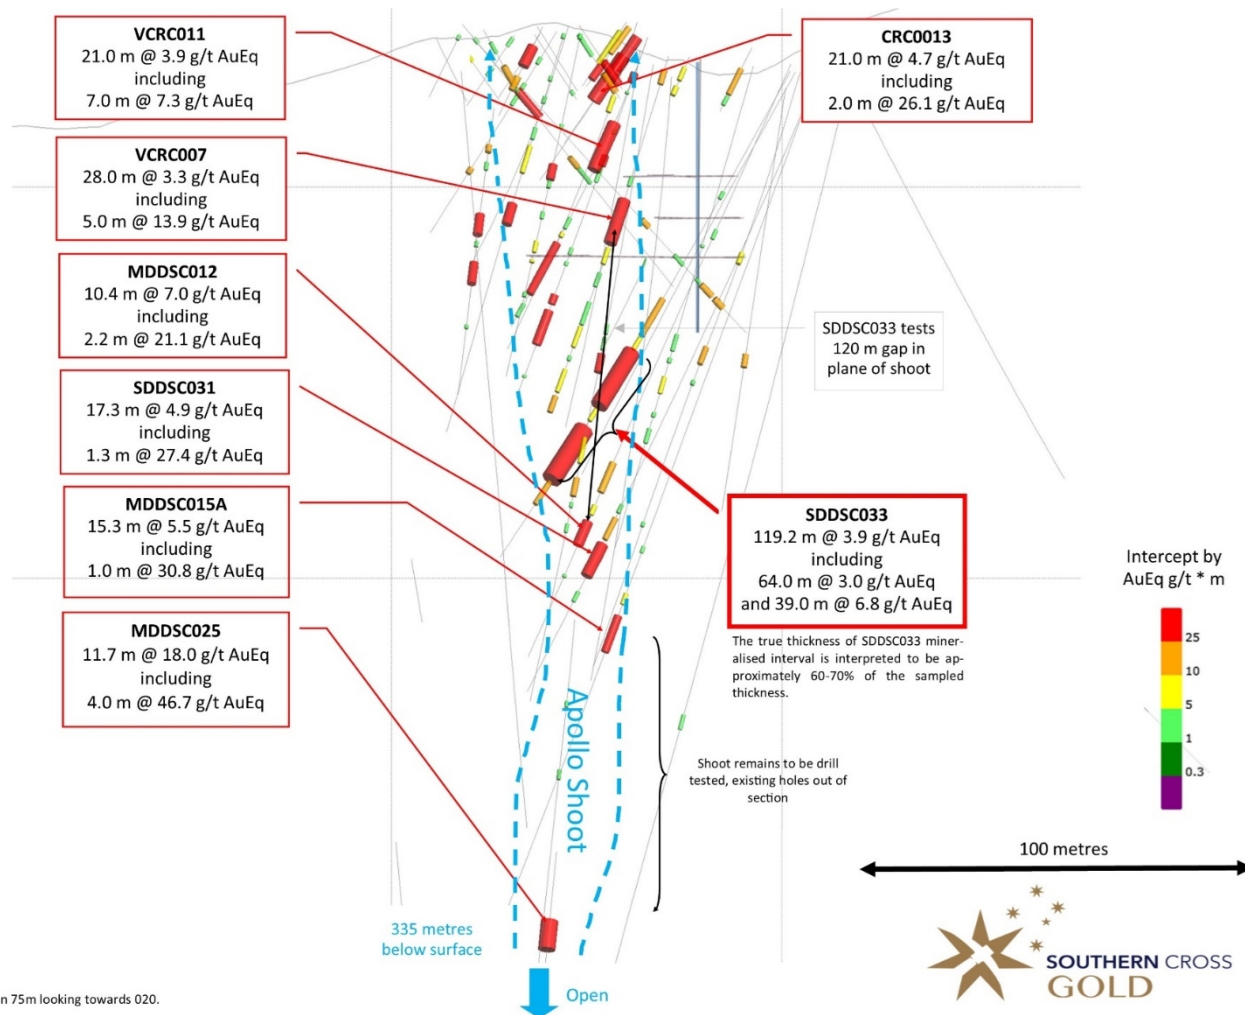 VCRC011
21.0 m @ 3.9 g/t AuEq
including
7.0 m @ 7.3 g/t AuEq
CRC0013
21.0 m @ 4.7 g/t AuEq
including
2.0 m @ 26.1 g/t AuEq
VCRC007
28.0 m @ 3.3 g/t AuEq
including
5.0 m @ 13.9 g/t AuEq
MDDSC012
10.4 m @ 7.0 g/t AuEq
including
2.2 m @ 21.1 g/t AuEq
SDDSC031
17.3 m @ 4.9 g/t AuEq
including
1.3 m @ 27.4 g/t AuEq
MDDSC015A
15.3 m @ 5.5 g/t AuEq
including
1.0 m @ 30.8 g/t AuEq
MDDSC025
11.7 m @ 18.0 g/t AuEq
including
4.0 m @ 46.7 g/t AuEq
SDDSC033 tests
120 m gap in
plane of shoot
SDDSC033
119.2 m @ 3.9 g/t AuEq
including
64.0 m @ 3.0 g/t AuEq
and 39.0 m @ 6.8 g/t AuEq
The true thickness of SDDSC033 miner-
alised interval is interpreted to be ap-
proximately 60-70% of the sampled
thickness.
Intercept by
AuEq g/t * m
25
10
5
1
0.3
Apollo Shoot
Shoot remains to be drill
tested, existing holes out of
section
100 metres
335 metres
below surface
Open
SOUTHERN CROSS
GOLD
n 75m looking towards 020.